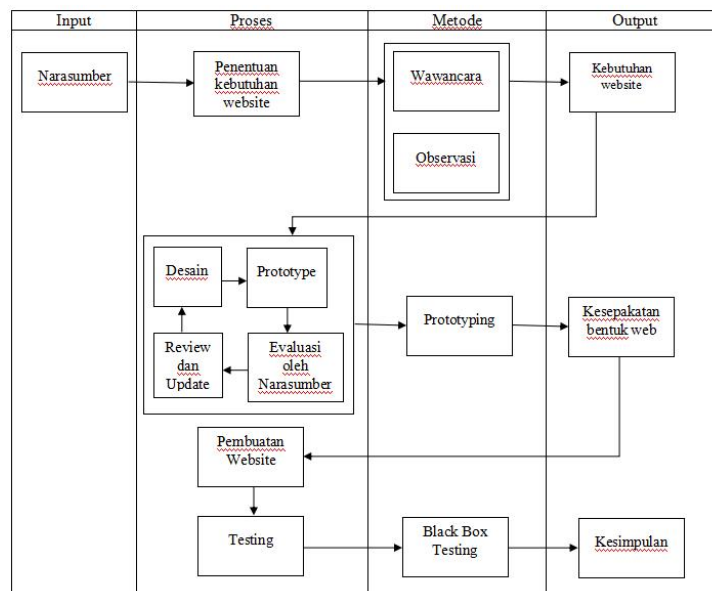 Input
Proses
Metode
Output
Narasumber
Penentuan
kebutuhan
website
Wawancara
Observasi
Kebutuhan
website
Desain
Prototype
Review
dan
Update
Evaluasi
oleh
Narasumber
Prototyping
Kesepakatan
bentuk web
Pembuatan
Website
Testing
Black Box
Testing
Kesimpulan